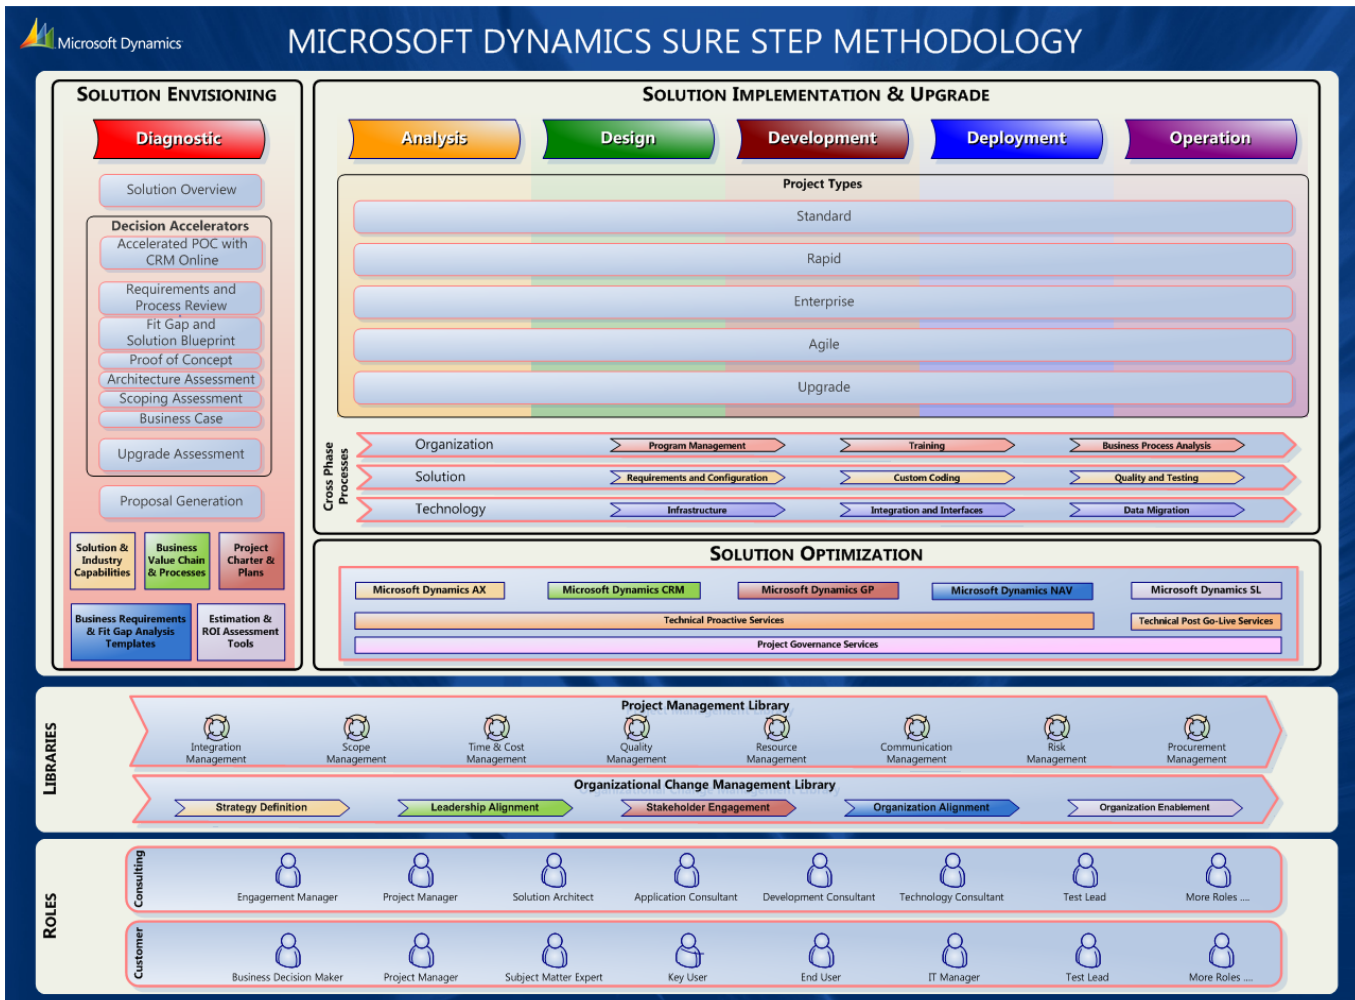 Microsoft Dynamics
MICROSOFT DYNAMICS SURE STEP METHODOLOGY
SOLUTION ENVISIONING
Diagnostic
Solution Overview
Decision Accelerators
Accelerated POC with
CRM Online
Requirements and
Process Review
Fit Gap and
Solution Blueprint
Proof of Concept
Architecture Assessment
Scoping Assessment
Business Case
Upgrade Assessment
Proposal Generation
Solution &
Industry
Capabilities
Business
Value Chain
& Processes
Project
Charter &
Plans
Business Requirements
& Fit Gap Analysis
Templates
Estimation &
ROI Assessment
Tools
SOLUTION IMPLEMENTATION & UPGRADE
Analysis
Design
Development
Deployment
Operation
Project Types
Standard
Rapid
Enterprise
Agile
Upgrade
Cross Phase
Processes
Organization
Program Management
Training
Business Process Analysis
Solution
Requirements and Configuration
Custom Coding
Quality and Testing
Technology
Infrastructure
Integration and Interfaces
Data Migration
SOLUTION OPTIMIZATION
Microsoft Dynamics AX
Microsoft Dynamics CRM
Microsoft Dynamics GP
Microsoft Dynamics NAV
Microsoft Dynamics SL
Technical Proactive Services
Technical Post Go-Live Services
Project Governance Services
LIBRARIES
Project Management Library
Integration
Management
Scope
Management
Time & Cost
Management
Quality
Management
Resource
Management
Communication
Management
Risk
Management
Procurement
Management
Organizational Change Management Library
Strategy Definition
Leadership Alignment
Stakeholder Engagement
Organization Alignment
Organization Enablement
ROLES
Consulting
Engagement Manager
Project Manager
Solution Architect
Application Consultant
Development Consultant
Technology Consultant
Test Lead
More Roles ....
Customer
Business Decision Maker
Project Manager
Subject Matter Expert
Key User
End User
IT Manager
Test Lead
More Roles ....